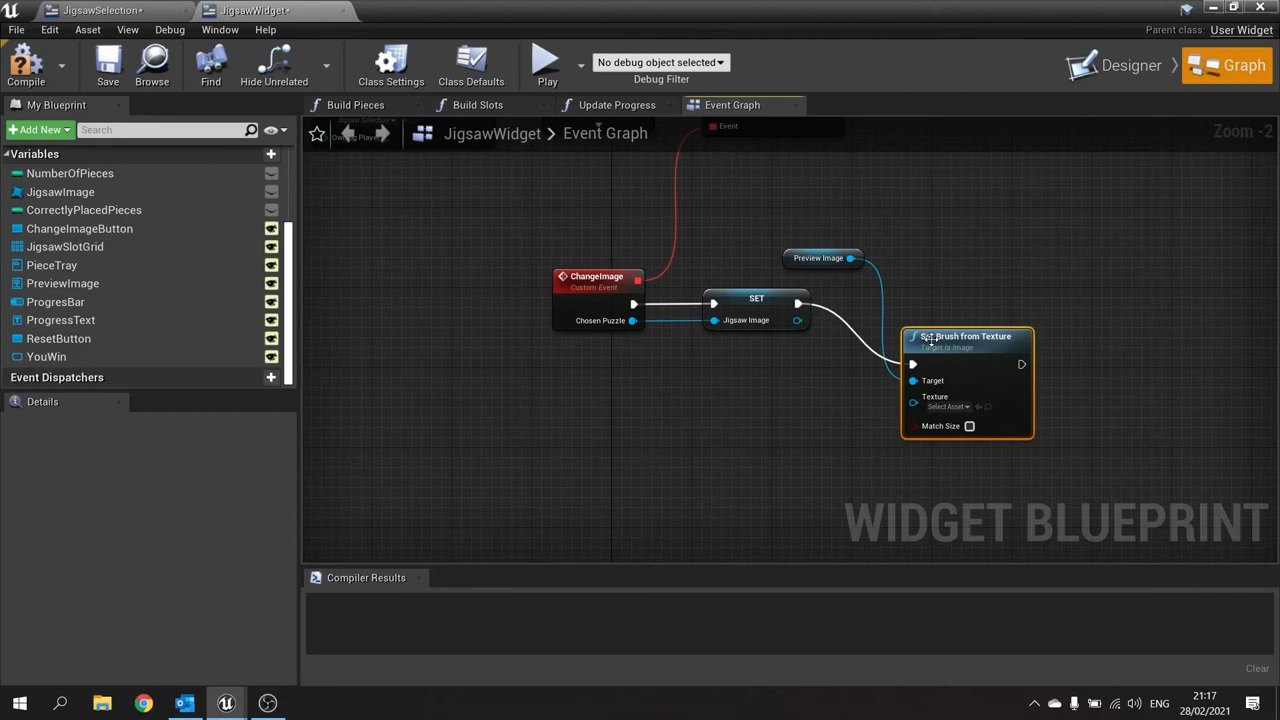 JigsawSelection•
JigsawWidget•
File Edit Asset View Debug Window Help
Parent class: User Widget
Compile
Save
Browse
Find
Hide Unrelated
Class Settings
Class Defaults
Play
No debug object selected
Debug Filter
Designer
Graph
My Blueprint
Build Pieces
Build Slots
Update Progress
Event Graph
Add New
Search
JigsawWidget > Event Graph
Zoom -2
Event
Variables
NumberOfPieces
JigsawImage
CorrectlyPlacedPieces
ChangeImageButton
JigsawSlotGrid
PieceTray
PreviewImage
ProgresBar
ProgressText
ResetButton
YouWin
Event Dispatchers
Details
Preview Image
ChangeImage
Custom Event
Chosen Puzzle
SET
Jigsaw Image
Set Brush from Texture
Target is Image
Target
Texture
Select Asset
Match Size
WIDGET BLUEPRINT
Compiler Results
Clear
ENG
21:17
28/02/2021